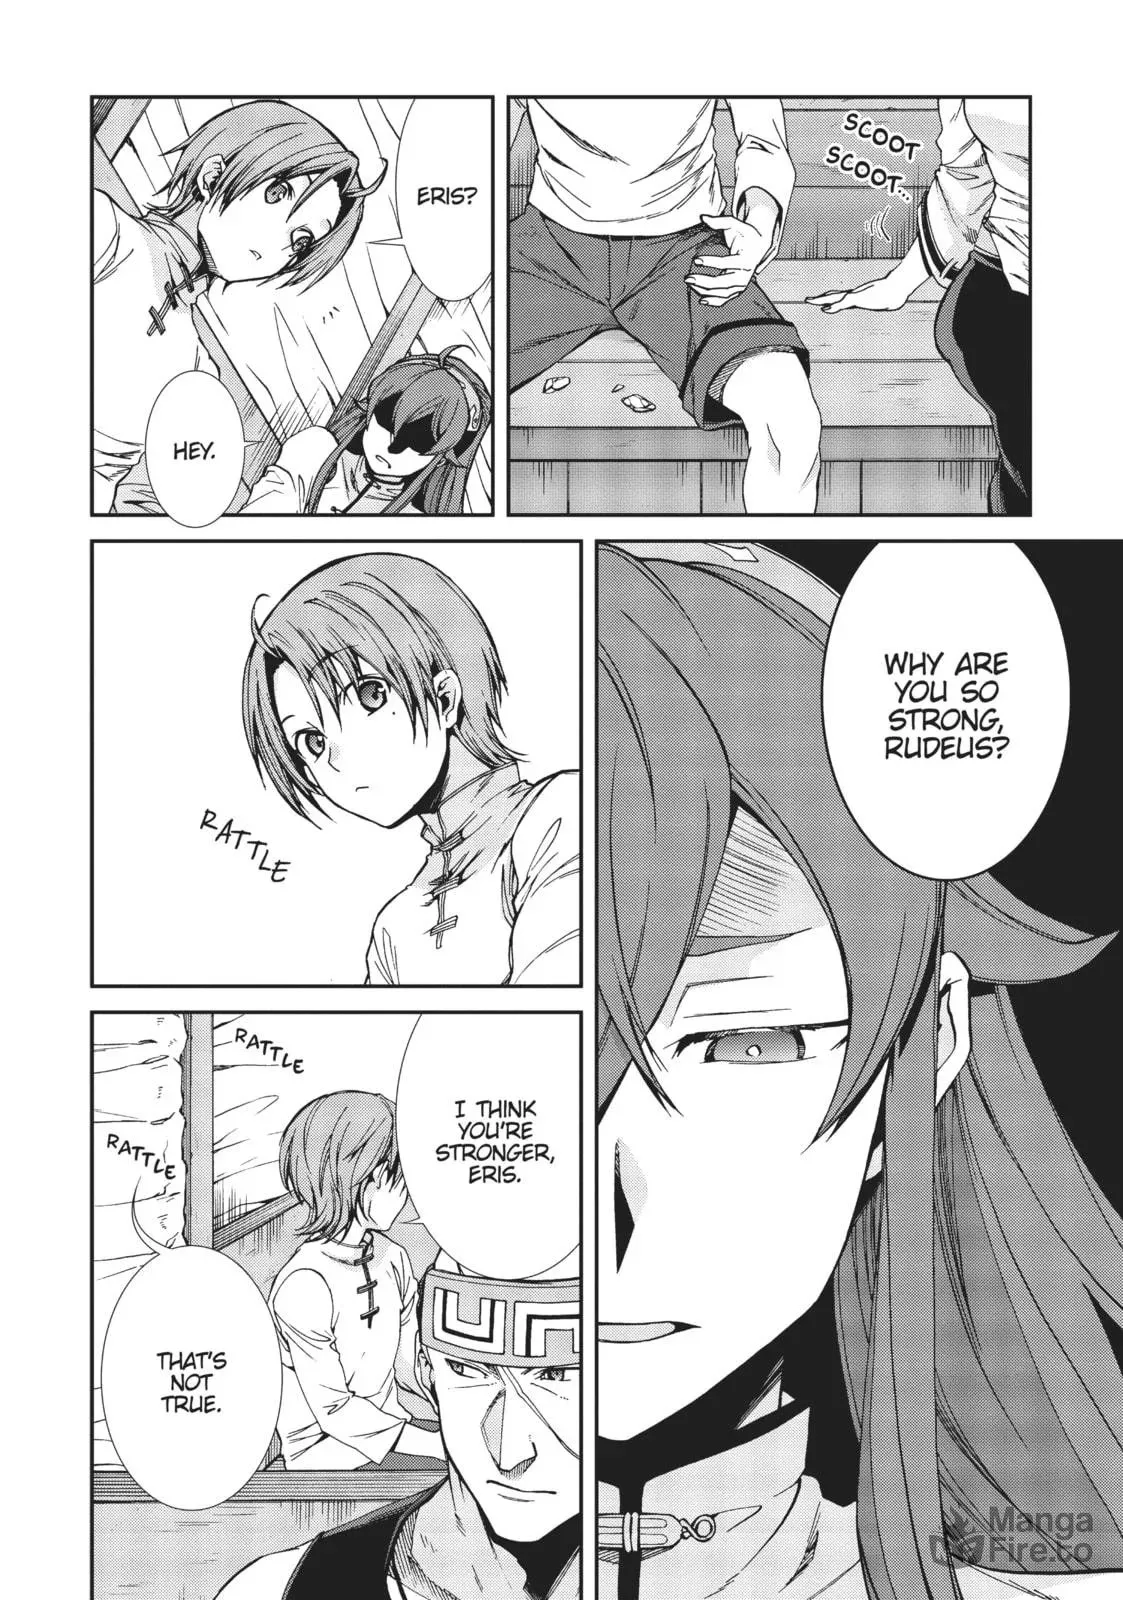 SCOOT
SCOOT...
ERIS?
HEY.
WHY ARE
YOU SO
STRONG,
RUDEUS?
RATTLE
RATTLE
RATTLE
I THINK
YOU'RE
STRONGER,
ERIS.
THAT'S
NOT
TRUE.
Manga
Fire.to